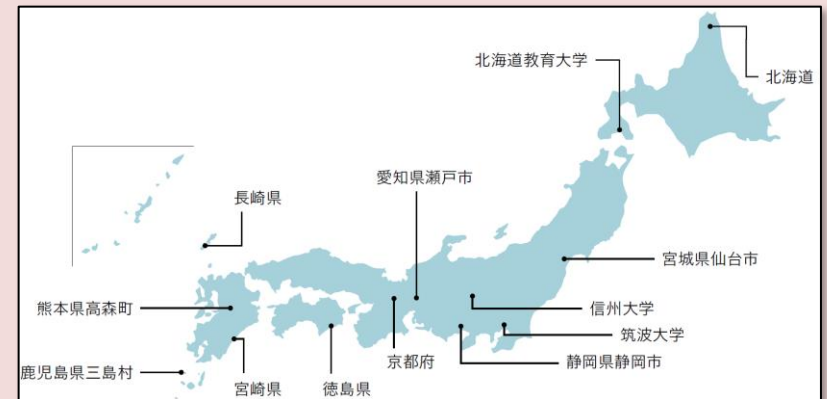 北海道教育大学
北海道
愛知県瀬戸市
長崎県
宮城県仙台市
熊本県高森町
信州大学
筑波大学
京都府
静岡県静岡市
鹿児島県三島村
宮崎県
徳島県